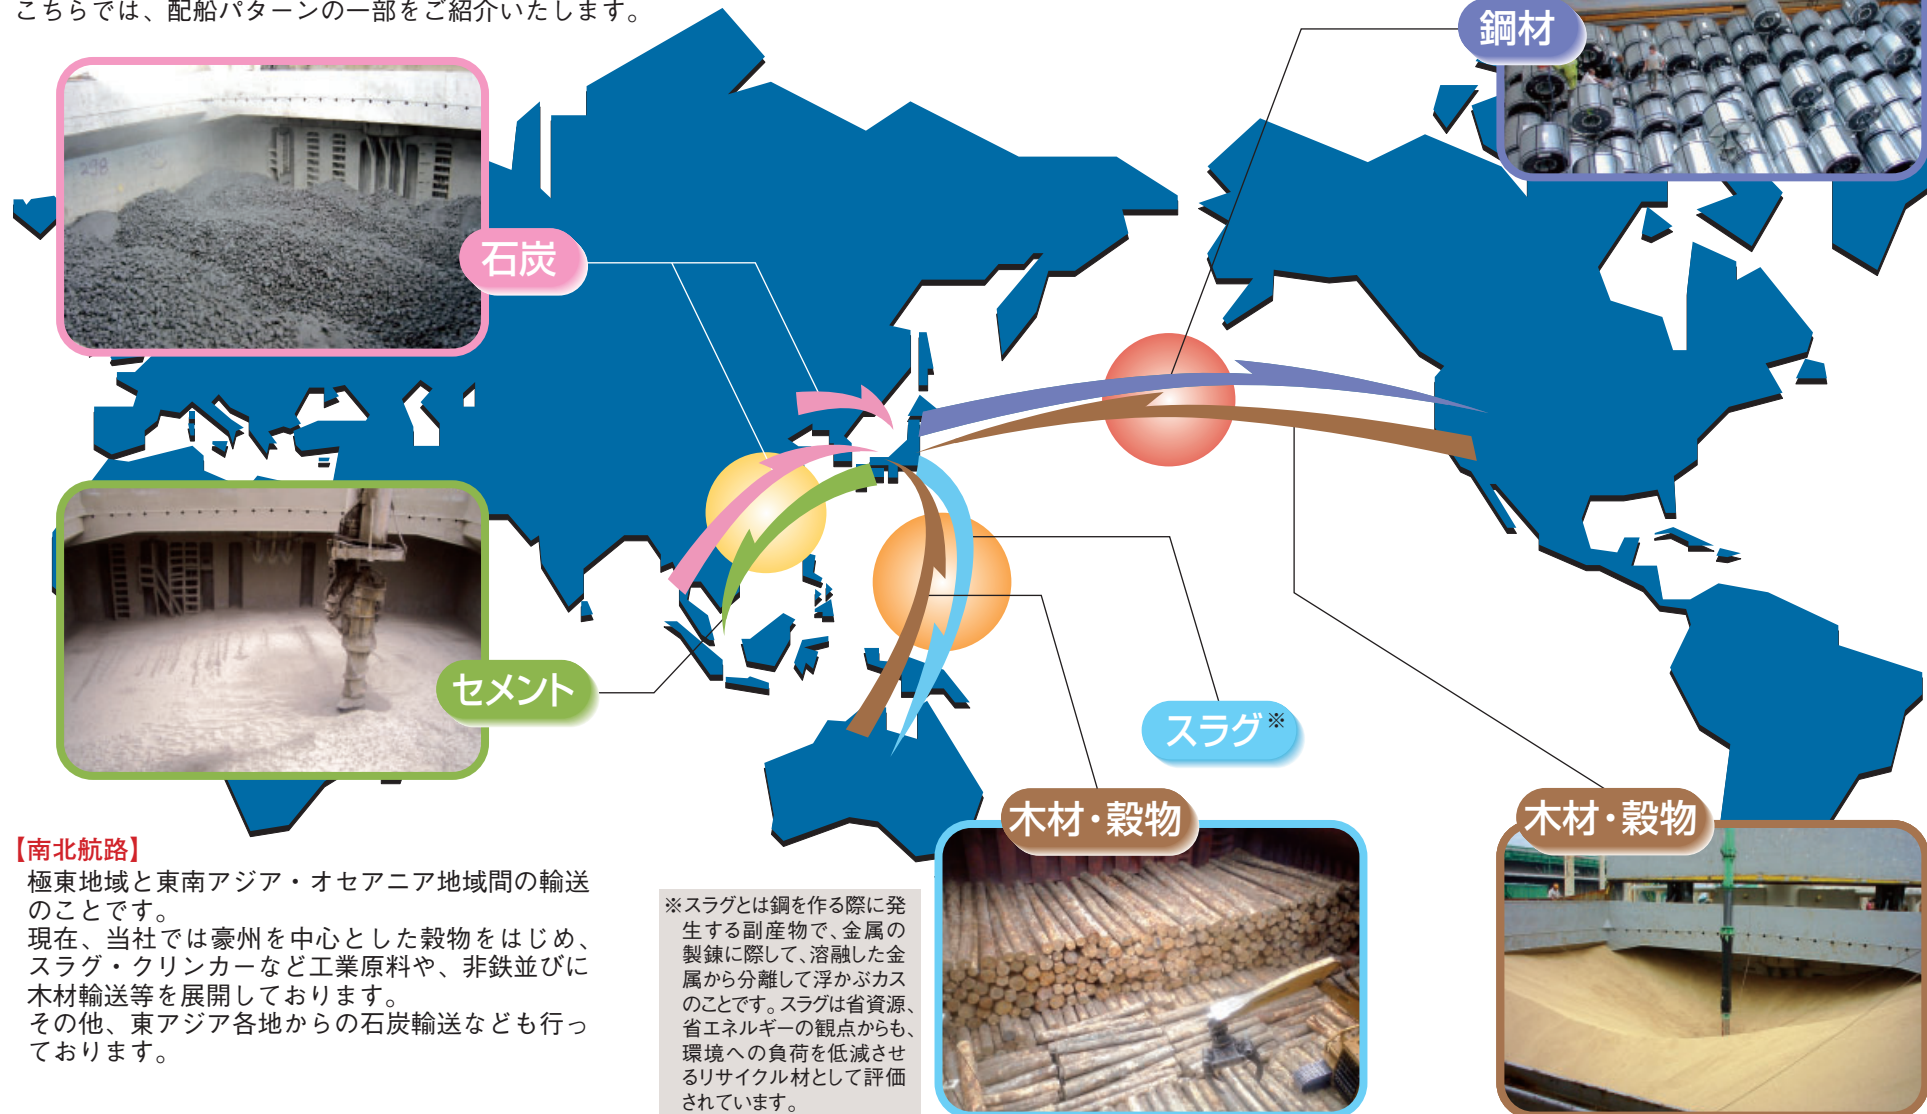 こちらでは、配船パターンの一部をご紹介いたします。
鋼材
石炭
298
セメント
スラグ※
木材・穀物
木材・穀物
【南北航路】
極東地域と東南アジア・オセアニア地域間の輸送
のことです。
現在、当社では豪州を中心とした穀物をはじめ、
スラグ・クリンカーなど工業原料や、非鉄並びに
木材輸送等を展開しております。
その他、東アジア各地からの石炭輸送なども行っ
ております。
※スラグとは鋼を作る際に発
生する副産物で、金属の
製錬に際して、溶融した金
属から分離して浮かぶカス
のことです。スラグは省資源、
省エネルギーの観点からも、
環境への負荷を低減させ
るリサイクル材として評価
されています。